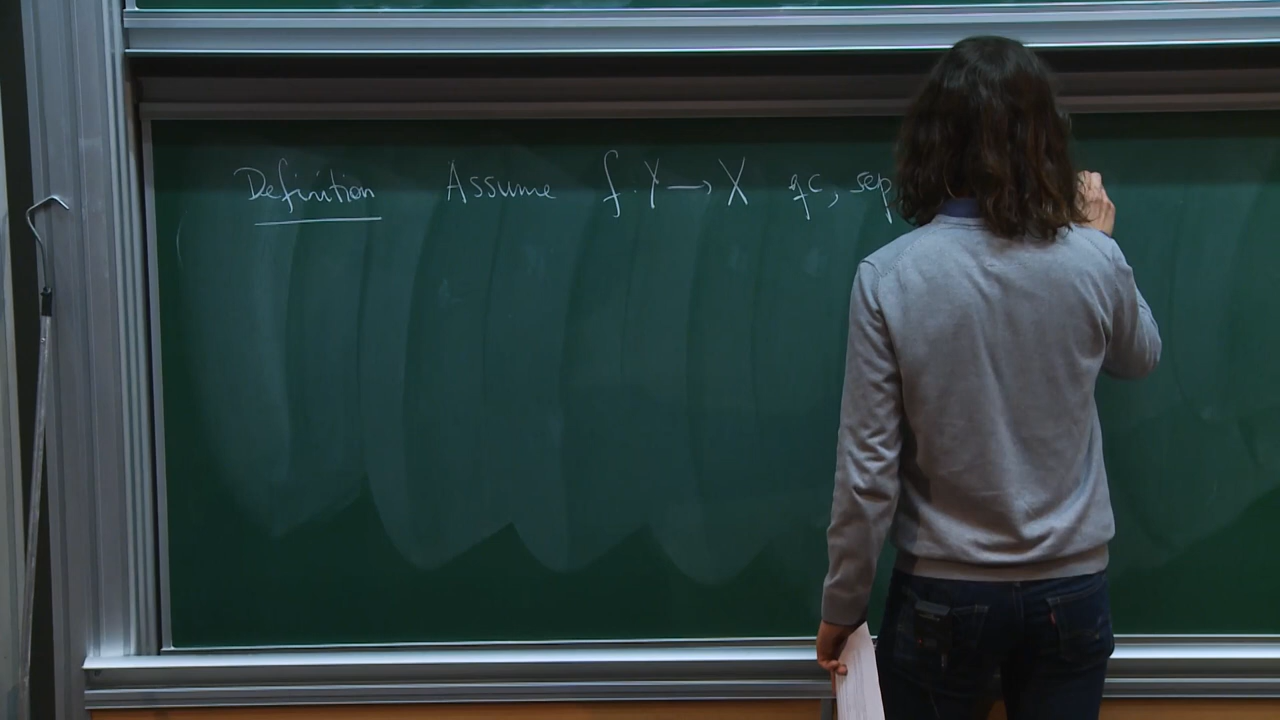 Definition Assume f: Y → X qc, sep